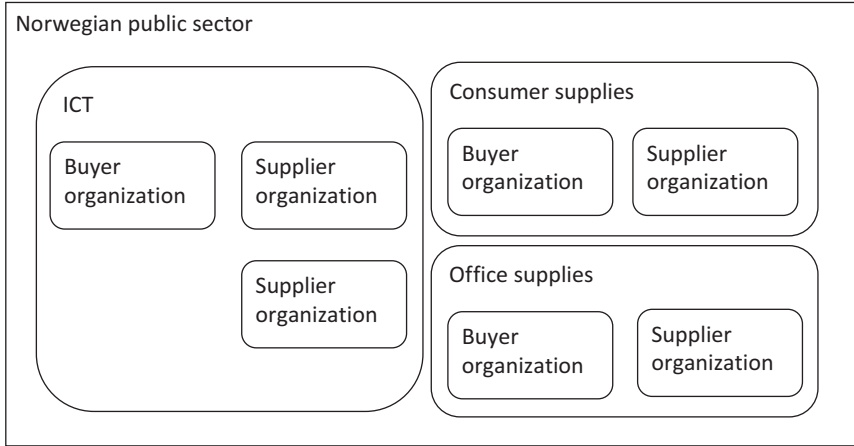 Norwegian public sector
ICT
Buyer
organization
Supplier
organization
Supplier
organization
Consumer supplies
Buyer
organization
Supplier
organization
Office supplies
Buyer
organization
Supplier
organization